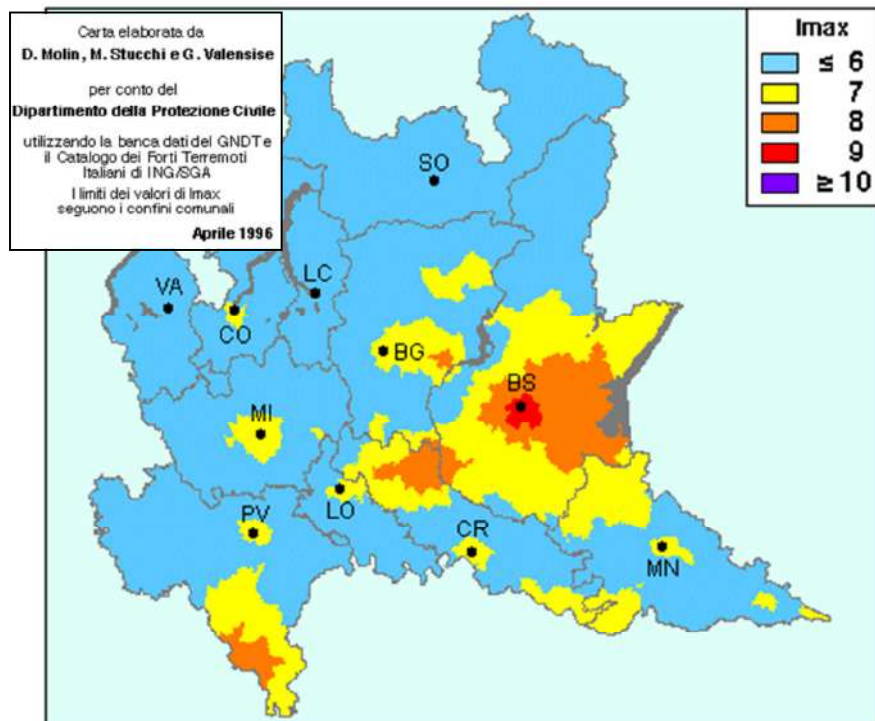 Carta elaborata da
D. Molin, M. Stucchi e G. Valensise
per conto del
Dipartimento della Protezione Civile
utilizzando la banca dati del GNDT e
il Catalogo dei Forti Terremoti
Italiani di ING/SGA
I limiti dei valori di Imax
seguono i confini comunali
Aprile 1996
Imax
≤ 6
7
8
9
≥ 10
SO
VA
CO
LC
BG
BS
MI
LO
PV
CR
MN